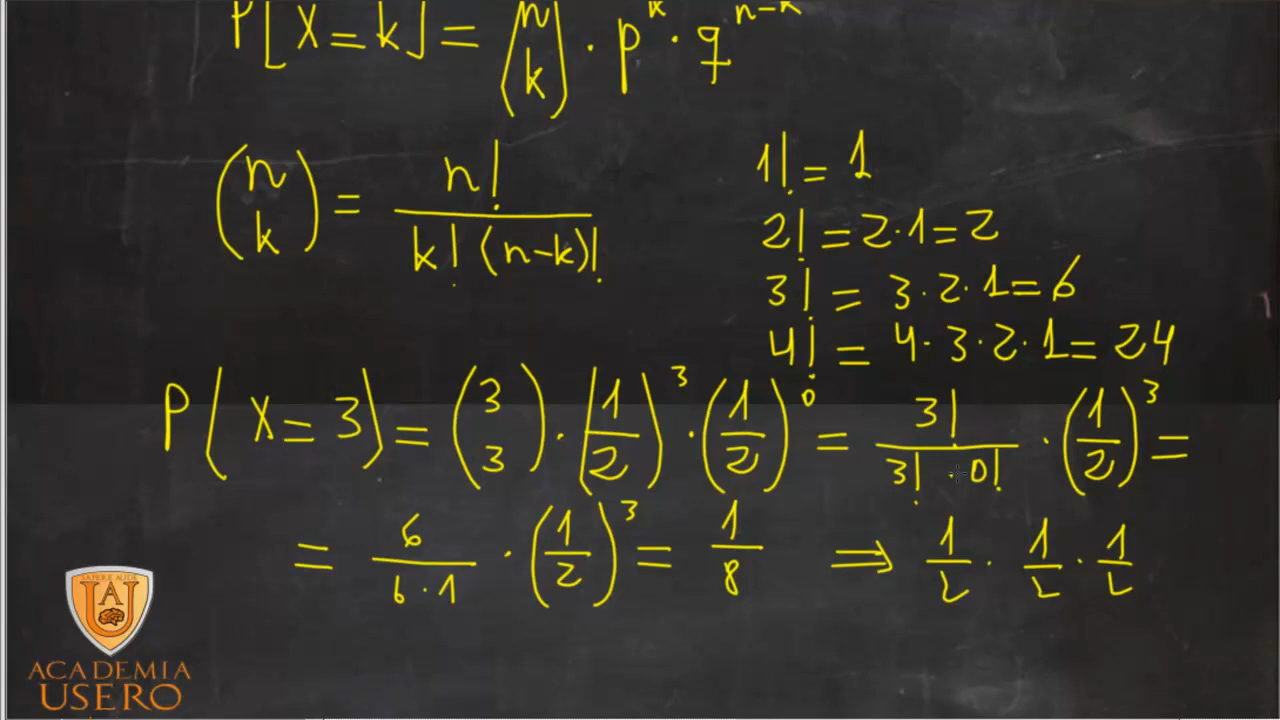 P[X=k] = (n k) · p^k · q^(n-k)
(n k) = n! / k! (n-k)!
1! = 1
2! = 2·1 = 2
3! = 3·2·1 = 6
4! = 4·3·2·1 = 24
P(X=3) = (3 3) · (1/2)^3 · (1/2)^0 = 3! / 3! 0! · (1/2)^3 =
= 6 / 6·1 · (1/2)^3 = 1/8 ⇒ 1/2 · 1/2 · 1/2
SAPERE AUDE
UA
ACADEMIA
USERO